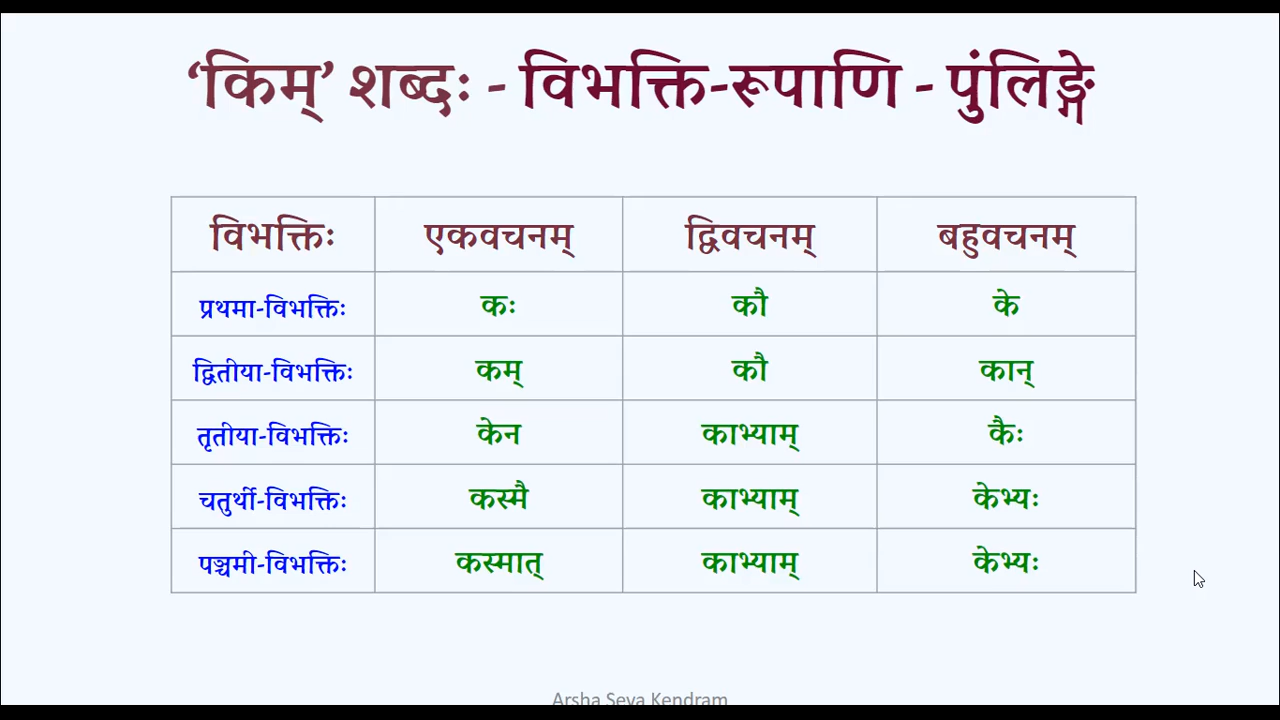 ‘किम्’ शब्दः - विभक्ति-रूपाणि - पुंलिङ्गे
विभक्तिः एकवचनम् द्विवचनम् बहुवचनम्
प्रथमा-विभक्तिः कः कौ के
द्वितीया-विभक्तिः कम् कौ कान्
तृतीया-विभक्तिः केन काभ्याम् कैः
चतुर्थी-विभक्तिः कस्मै काभ्याम् केभ्यः
पञ्चमी-विभक्तिः कस्मात् काभ्याम् केभ्यः
Arsha Seva Kendram